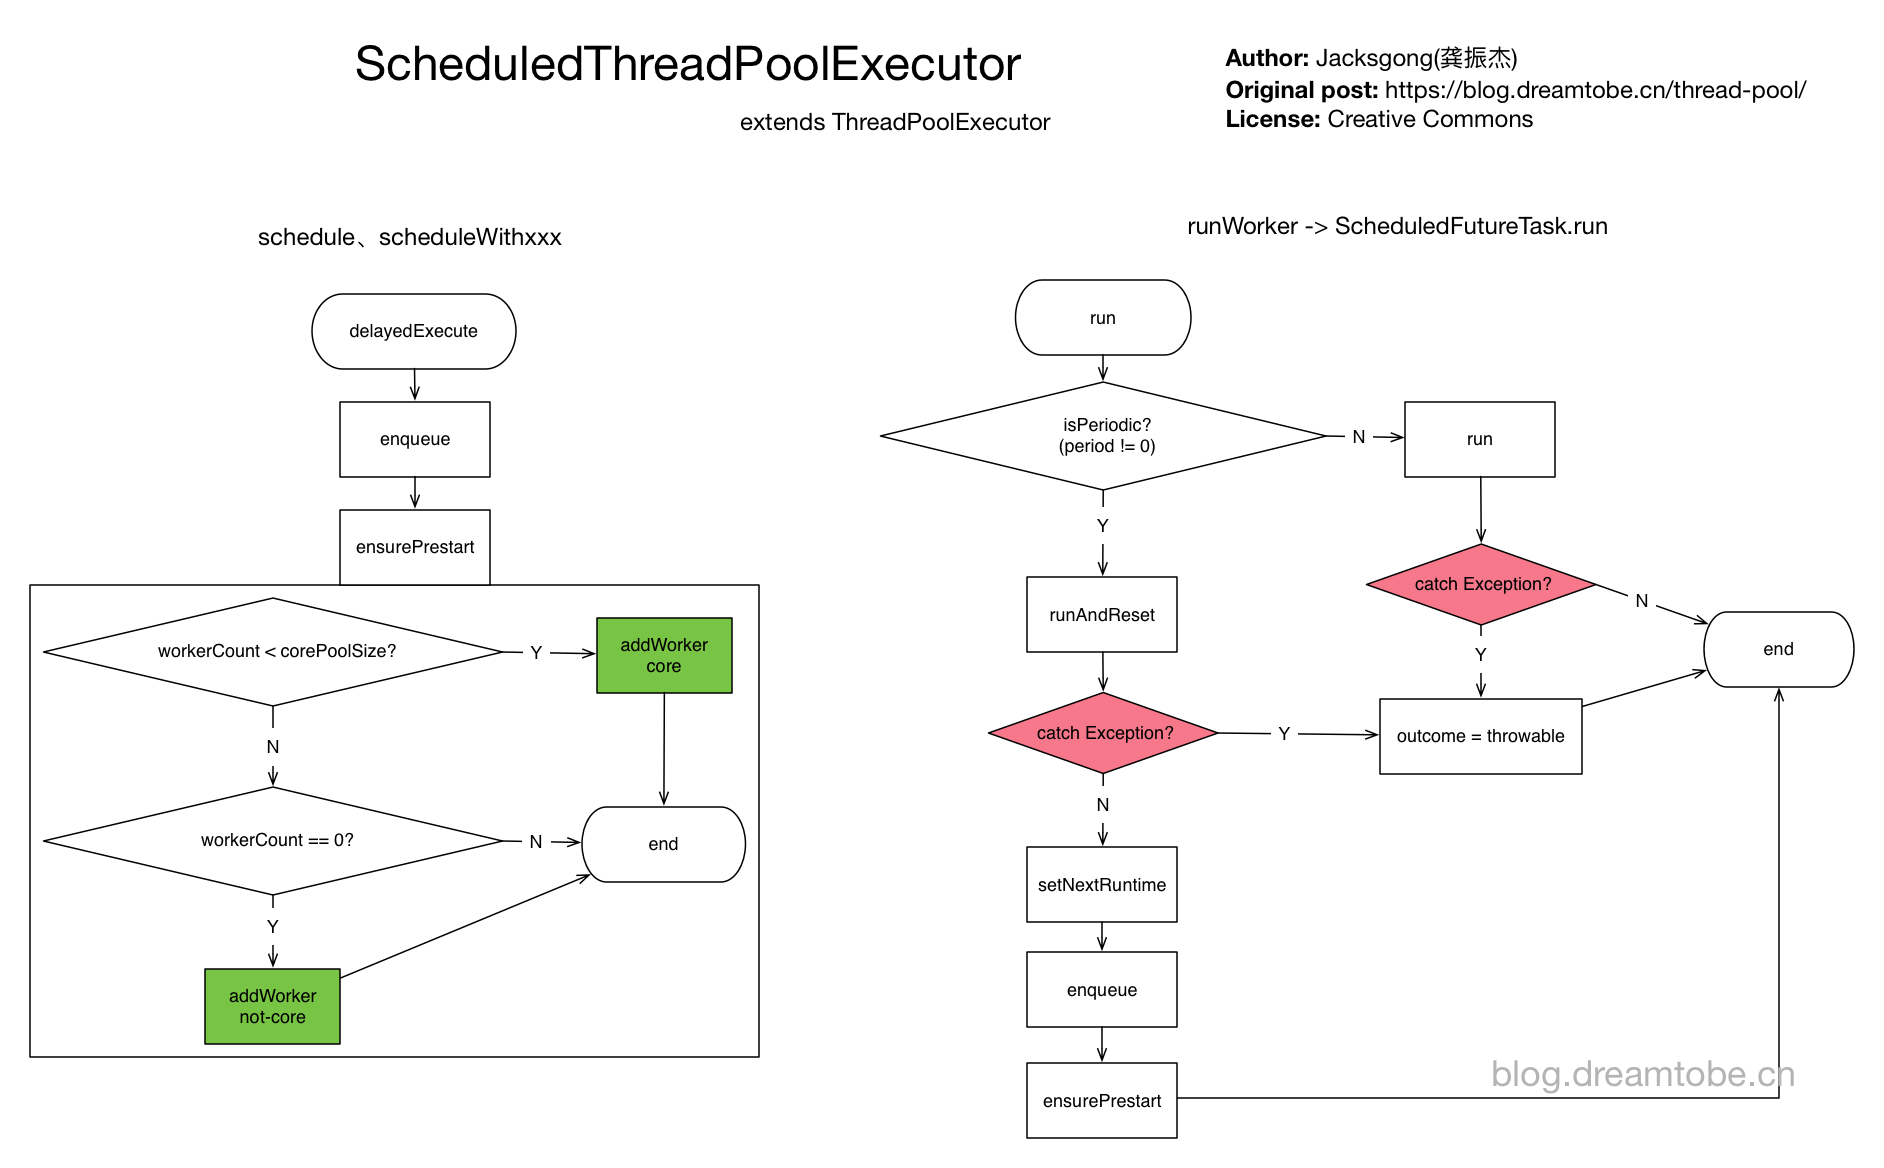 ScheduledThreadPoolExecutor
extends ThreadPoolExecutor
Author: Jacksgong(龚振杰)
Original post: https://blog.dreamtobe.cn/thread-pool/
License: Creative Commons
schedule、scheduleWithxxx
delayedExecute
enqueue
ensurePrestart
workerCount < corePoolSize?
Y
addWorker
core
N
workerCount == 0?
N
end
Y
addWorker
not-core
runWorker -> ScheduledFutureTask.run
run
isPeriodic?
(period != 0)
N
run
Y
catch Exception?
N
runAndReset
Y
end
catch Exception?
Y
outcome = throwable
N
setNextRuntime
enqueue
ensurePrestart
blog.dreamtobe.cn